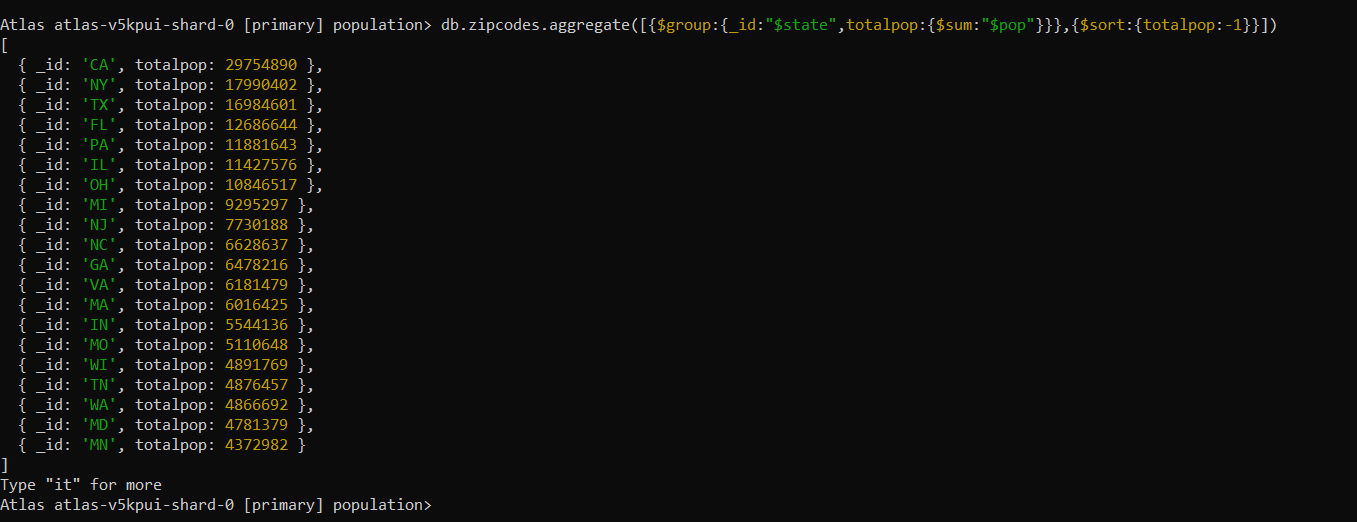 Atlas atlas-v5kpui-shard-0 [primary] population> db.zipcodes.aggregate([{$group:{_id:"$state",totalpop:{$sum:"$pop"}}},{$sort:{totalpop:-1}}])
[
  { _id: 'CA', totalpop: 29754890 },
  { _id: 'NY', totalpop: 17990402 },
  { _id: 'TX', totalpop: 16984601 },
  { _id: 'FL', totalpop: 12686644 },
  { _id: 'PA', totalpop: 11881643 },
  { _id: 'IL', totalpop: 11427576 },
  { _id: 'OH', totalpop: 10846517 },
  { _id: 'MI', totalpop: 9295297 },
  { _id: 'NJ', totalpop: 7730188 },
  { _id: 'NC', totalpop: 6628637 },
  { _id: 'GA', totalpop: 6478216 },
  { _id: 'VA', totalpop: 6181479 },
  { _id: 'MA', totalpop: 6016425 },
  { _id: 'IN', totalpop: 5544136 },
  { _id: 'MO', totalpop: 5110648 },
  { _id: 'WI', totalpop: 4891769 },
  { _id: 'TN', totalpop: 4876457 },
  { _id: 'WA', totalpop: 4866692 },
  { _id: 'MD', totalpop: 4781379 },
  { _id: 'MN', totalpop: 4372982 }
]
Type "it" for more
Atlas atlas-v5kpui-shard-0 [primary] population>